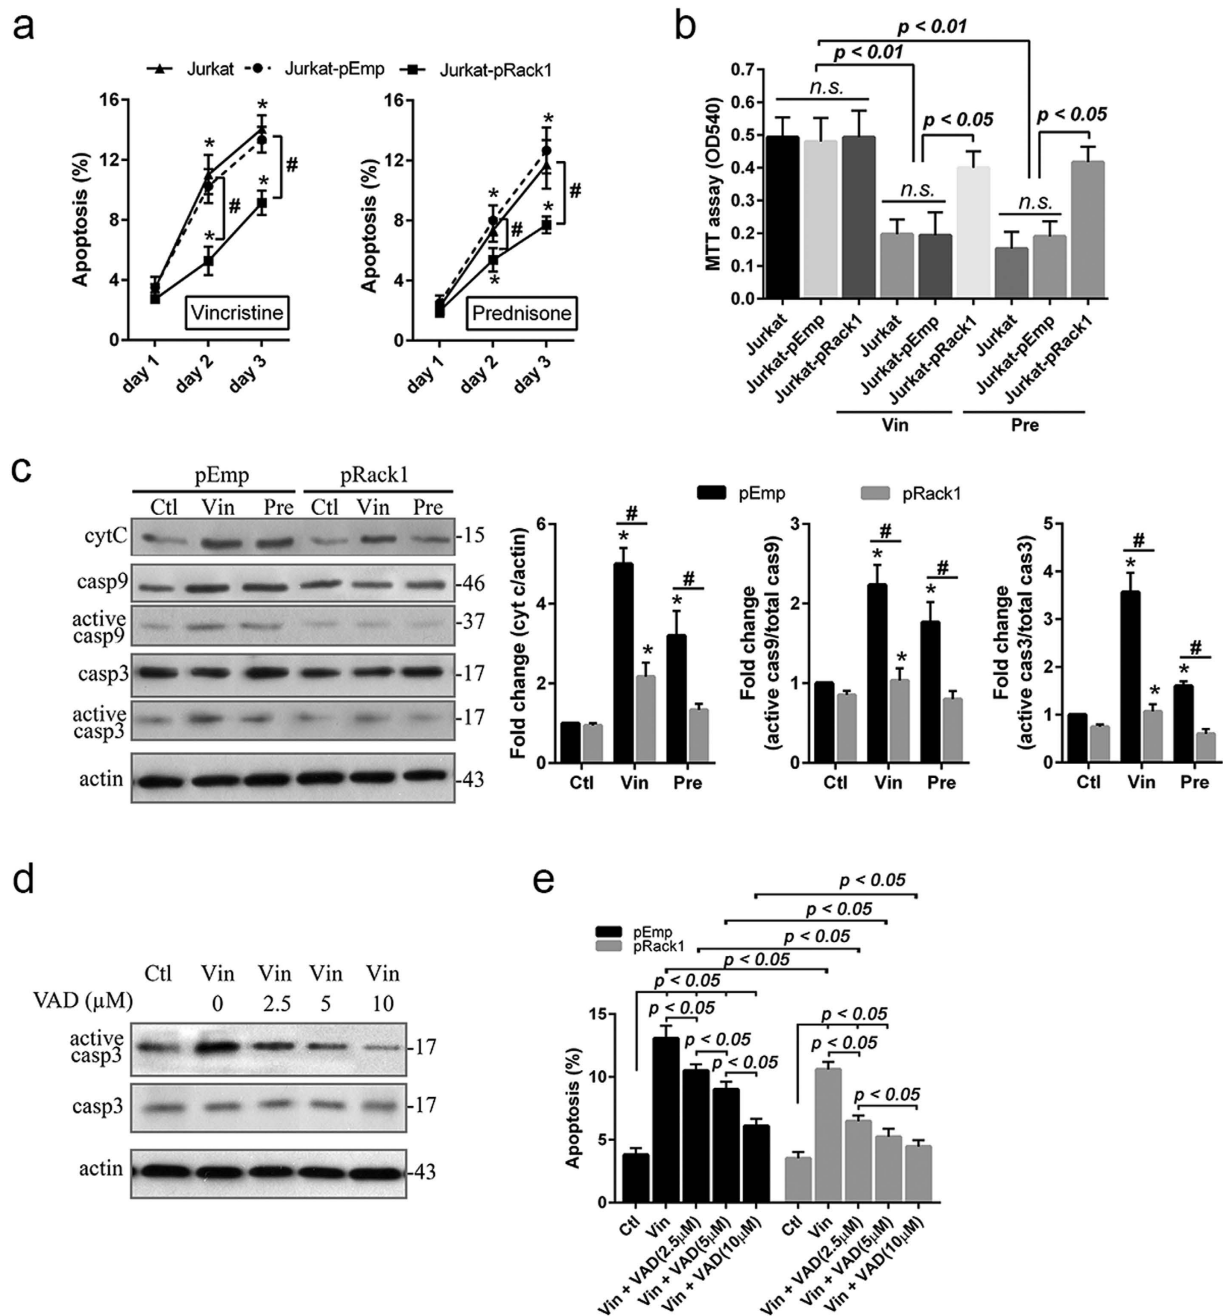 a
Jurkat
Jurkat-pEmp
Jurkat-pRack1
Apoptosis (%)
16
12
8
4
0
*
*
#
*
#
*
Vincristine
day 1
day 2
day 3
Apoptosis (%)
16
12
8
4
0
*
*
#
*
#
*
Prednisone
day 1
day 2
day 3
b
p < 0.01
p < 0.01
p < 0.05
p < 0.05
n.s.
n.s.
n.s.
MTT assay (OD540)
0.7
0.6
0.5
0.4
0.3
0.2
0.1
0.0
Jurkat
Jurkat-pEmp
Jurkat-pRack1
Jurkat
Jurkat-pEmp
Jurkat-pRack1
Jurkat
Jurkat-pEmp
Jurkat-pRack1
Vin
Pre
c
pEmp
pRack1
Ctl Vin Pre Ctl Vin Pre
cytC -15
casp9 -46
active
casp9 -37
casp3 -17
active
casp3 -17
actin -43
pEmp
pRack1
Fold change (cyt c/actin)
6
4
2
0
#
*
*
#
*
Ctl Vin Pre
Fold change
(active cas9/total cas9)
3
2
1
0
#
*
*
#
*
Ctl Vin Pre
Fold change
(active cas3/total cas3)
5
4
3
2
1
0
#
*
*
#
*
Ctl Vin Pre
d
Ctl Vin Vin Vin Vin
VAD (µM) 0 2.5 5 10
active
casp3 -17
casp3 -17
actin -43
e
p < 0.05
p < 0.05
p < 0.05
p < 0.05
pEmp
pRack1
p < 0.05
p < 0.05
p < 0.05
p < 0.05
p < 0.05
p < 0.05
p < 0.05
Apoptosis (%)
15
10
5
0
Ctl
Vin
Vin + VAD(2.5µM)
Vin + VAD(5µM)
Vin + VAD(10µM)
Ctl
Vin
Vin + VAD(2.5µM)
Vin + VAD(5µM)
Vin + VAD(10µM)